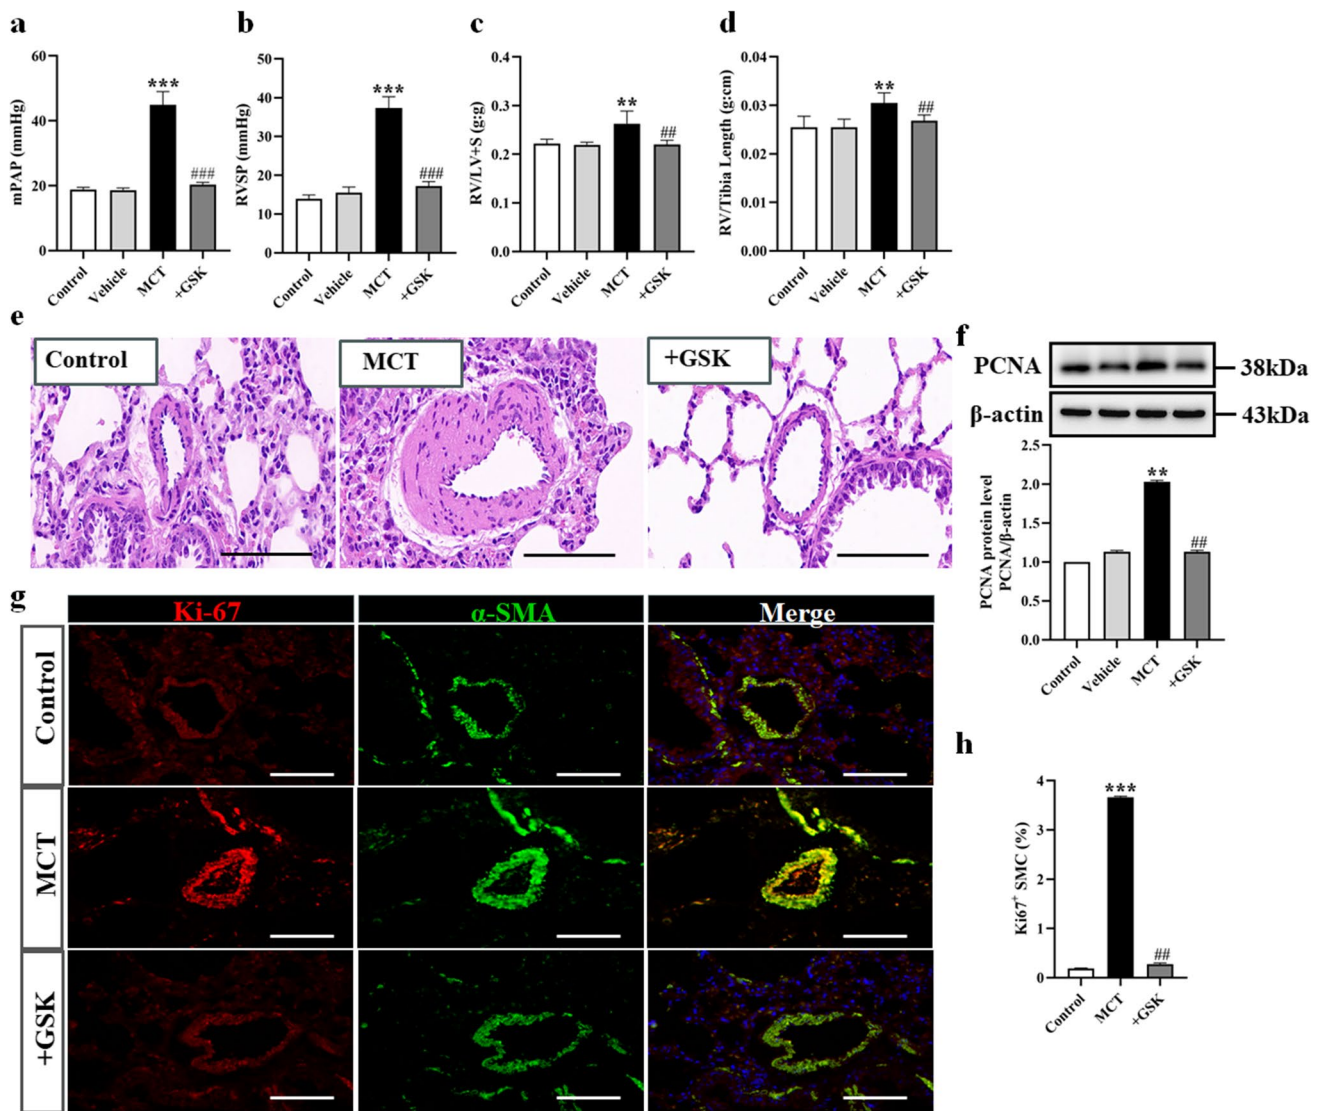 a
mPAP (mmHg)
60
40
20
0
***
###
Control
Vehicle
MCT
+GSK
b
RVSP (mmHg)
50
40
30
20
10
0
***
###
Control
Vehicle
MCT
+GSK
c
RV/LV+S (g:g)
0.4
0.3
0.2
0.1
0.0
**
##
Control
Vehicle
MCT
+GSK
d
RV/Tibia Length (g:cm)
0.04
0.03
0.02
0.01
0.00
**
##
Control
Vehicle
MCT
+GSK
e
Control
MCT
+GSK
f
PCNA
38kDa
β-actin
43kDa
PCNA protein level
PCNA/β-actin
2.5
2.0
1.5
1.0
0.5
0.0
**
##
Control
Vehicle
MCT
+GSK
g
Ki-67
α-SMA
Merge
Control
MCT
+GSK
h
Ki67+ SMC (%)
4
3
2
1
0
***
##
Control
MCT
+GSK